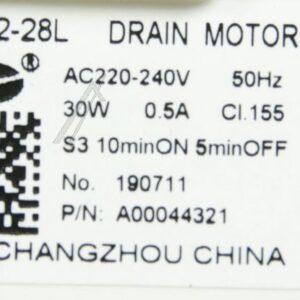 2-28L DRAIN MOTOR
®
AC220-240V 50Hz
30W 0.5A Cl.155
S3 10minON 5minOFF
No. 190711
P/N: A00044321
CHANGZHOU CHINA